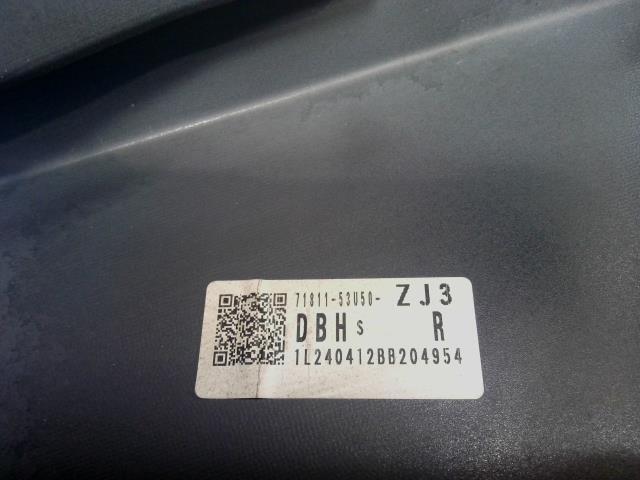 71811-53U50- ZJ3
DBH S R
1L240412BB204954